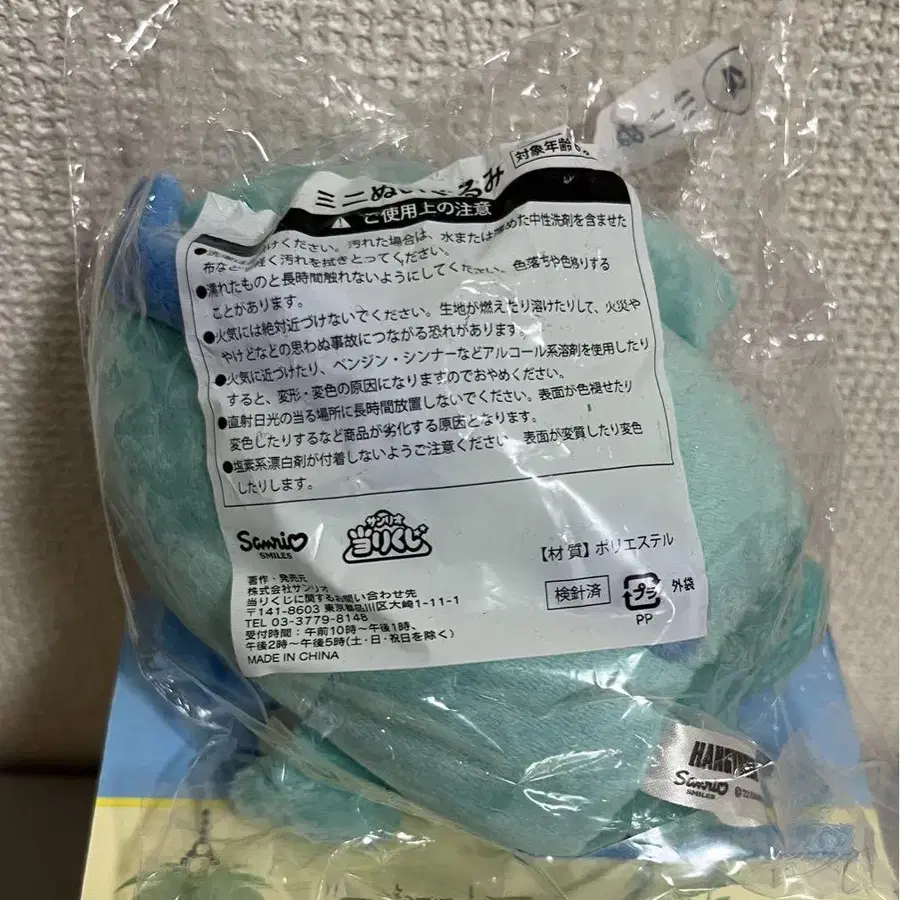 ミニぬ
るみ
対象年齢6
⚠ご使用上の注意
けください。汚れた場合は、水または
めた中性洗剤を含ませた
布など
軽く汚れを拭きとってください。
●濡れたものと長時間触れないようにしてください。色落ちや色移りする
ことがあります。
●火気には絶対近づけないでください。生地が燃えたり溶けたりして、火災や
やけどなどの思わぬ事故につながる恐れがあります。
●火気に近づけたり、ベンジン・シンナーなどアルコール系溶剤を使用したり
すると、変形・変色の原因になりますのでおやめください。
●直射日光の当る場所に長時間放置しないでください。表面が色褪せたり
変色したりするなど商品が劣化する原因となります。
●塩素系漂白剤が付着しないようご注意ください。表面が変質したり変色
したりします。
Sanrio
SMILES
サンリオ
当りくじ
【材質】ポリエステル
検針済
プラ
外袋
PP
著作・発売元
株式会社サンリオ
当りくじに関するお問い合わせ先
〒141-8603 東京都品川区大崎1-11-1
TEL 03-3779-8148
受付時間：午前10時〜午後1時、
午後2時〜午後5時(土・日・祝日を除く)
MADE IN CHINA
Sanrio
SMILES